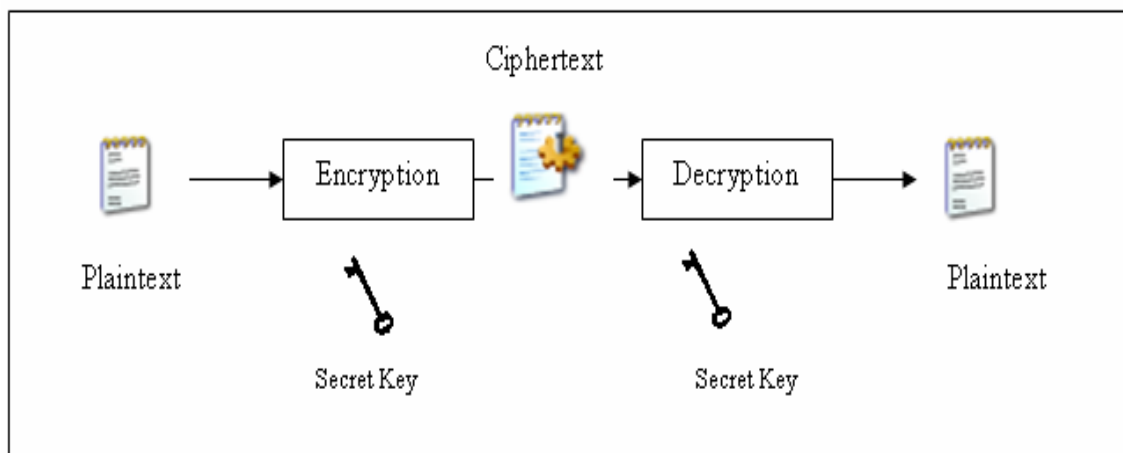 Ciphertext
Encryption
Decryption
Plaintext
Plaintext
Secret Key
Secret Key